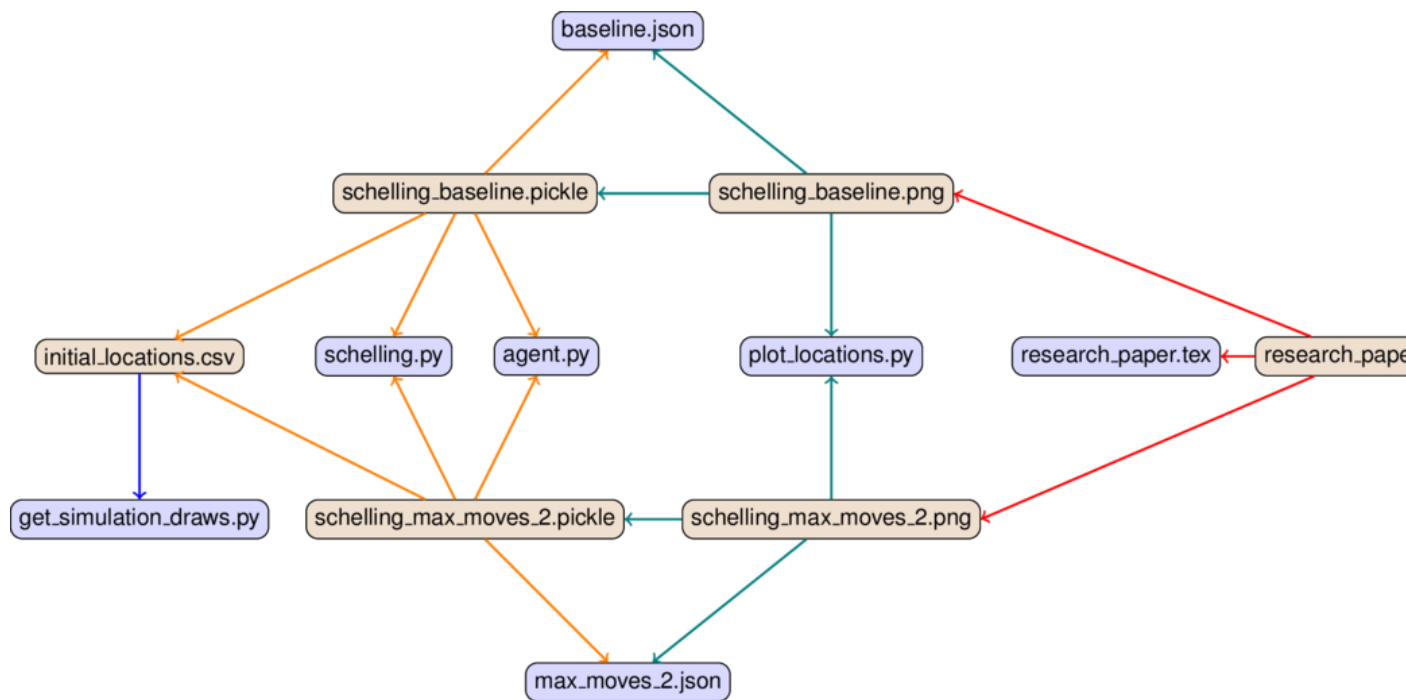 baseline.json
schelling_baseline.pickle
schelling_baseline.png
initial_locations.csv
schelling.py
agent.py
plot_locations.py
research_paper.tex
research_pape
get_simulation_draws.py
schelling_max_moves_2.pickle
schelling_max_moves_2.png
max_moves_2.json